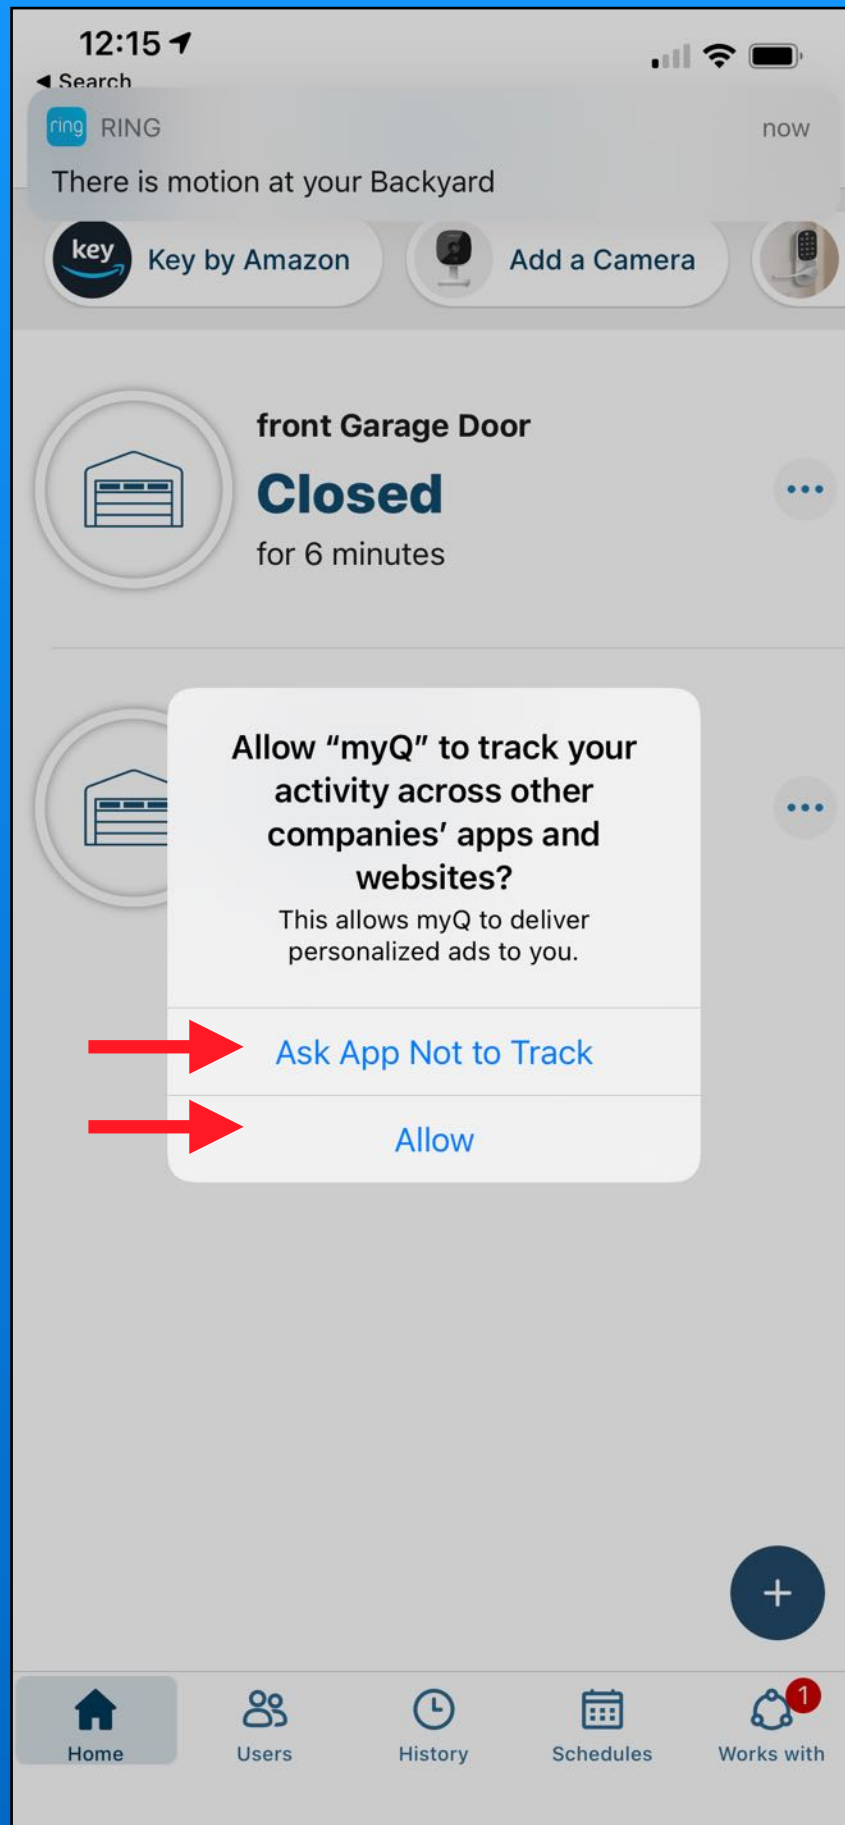 12:15
◀ Search
ring RING now
There is motion at your Backyard
key Key by Amazon Add a Camera
front Garage Door
Closed
for 6 minutes
Allow “myQ” to track your
activity across other
companies’ apps and
websites?
This allows myQ to deliver
personalized ads to you.
Ask App Not to Track
Allow
+
1
Home Users History Schedules Works with